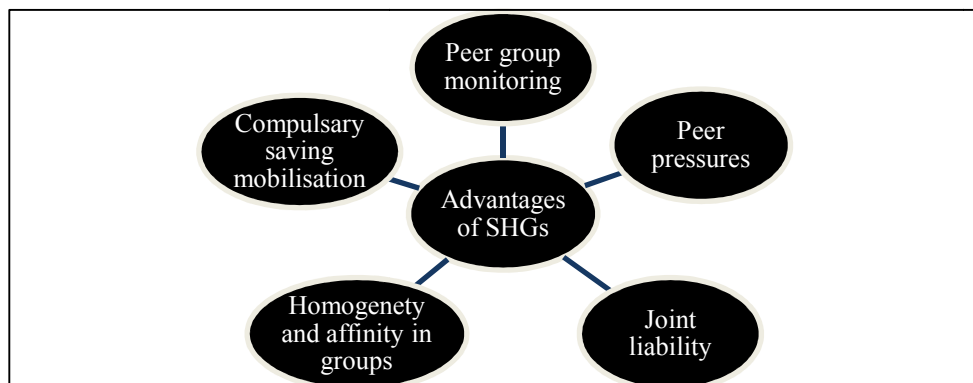 Peer group
monitoring
Compulsary
saving
mobilisation
Peer
pressures
Advantages
of SHGs
Homogenety
and affinity in
groups
Joint
liability